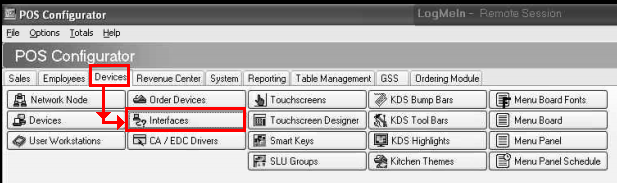 POS Configurator
LogMeIn - Remote Session
File Options Totals Help
POS Configurator
Sales Employees Devices Revenue Center System Reporting Table Management GSS Ordering Module
Network Node Order Devices Touchscreens KDS Bump Bars Menu Board Fonts
Devices Interfaces Touchscreen Designer KDS Tool Bars Menu Board
User Workstations CA / EDC Drivers Smart Keys KDS Highlights Menu Panel
SLU Groups Kitchen Themes Menu Panel Schedule